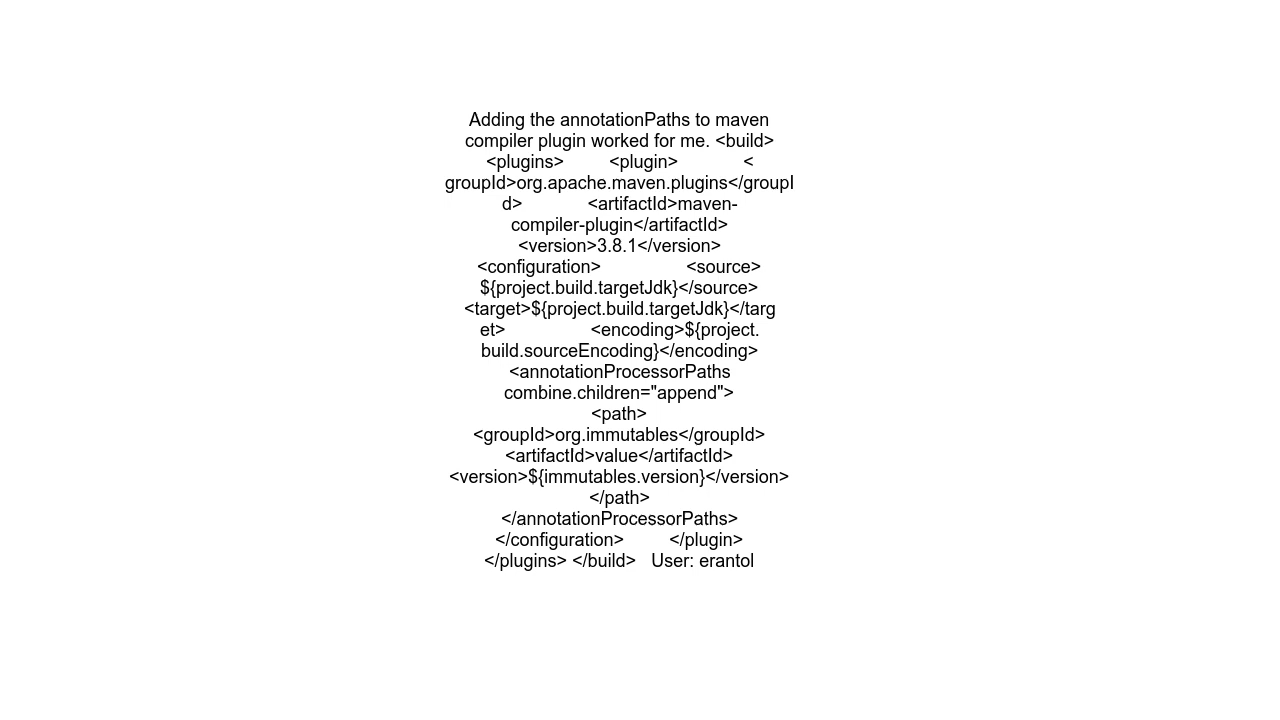 Adding the annotationPaths to maven
compiler plugin worked for me. <build>
<plugins> <plugin> <
groupId>org.apache.maven.plugins</groupI
d> <artifactId>maven-
compiler-plugin</artifactId>
<version>3.8.1</version>
<configuration> <source>
${project.build.targetJdk}</source>
<target>${project.build.targetJdk}</targ
et> <encoding>${project.
build.sourceEncoding}</encoding>
<annotationProcessorPaths
combine.children="append">
<path>
<groupId>org.immutables</groupId>
<artifactId>value</artifactId>
<version>${immutables.version}</version>
</path>
</annotationProcessorPaths>
</configuration> </plugin>
</plugins> </build> User: erantol